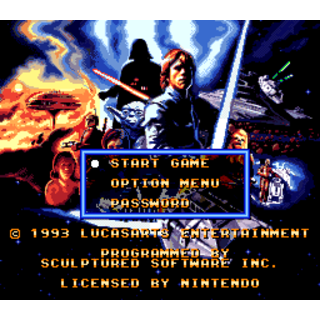 START GAME
OPTION MENU
PASSWORD
© 1993 LUCASARTS ENTERTAINMENT
PROGRAMMED BY
SCULPTURED SOFTWARE INC.
LICENSED BY NINTENDO